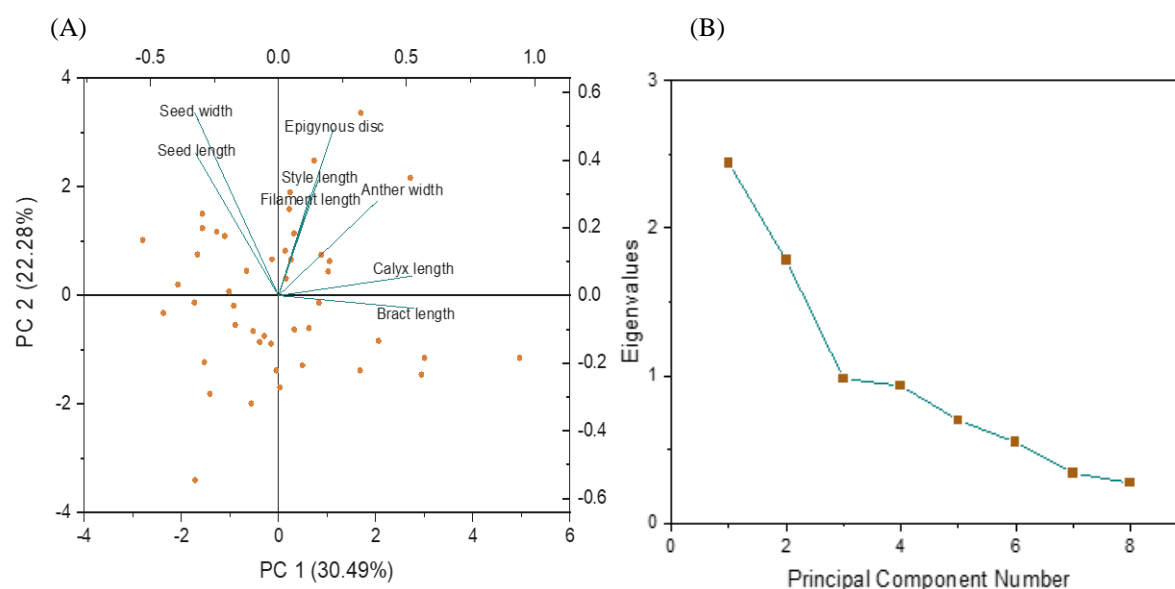 (A)
(B)
-0.5 0.0 0.5 1.0
4
2
0
-2
-4
0.6
0.4
0.2
0.0
-0.2
-0.4
-0.6
Seed width
Epigynous disc
Seed length
Style length
Filament length
Anther width
Calyx length
Bract length
PC 2 (22.28%)
-4 -2 0 2 4 6
PC 1 (30.49%)
3
2
1
0
Eigenvalues
0 2 4 6 8
Principal Component Number